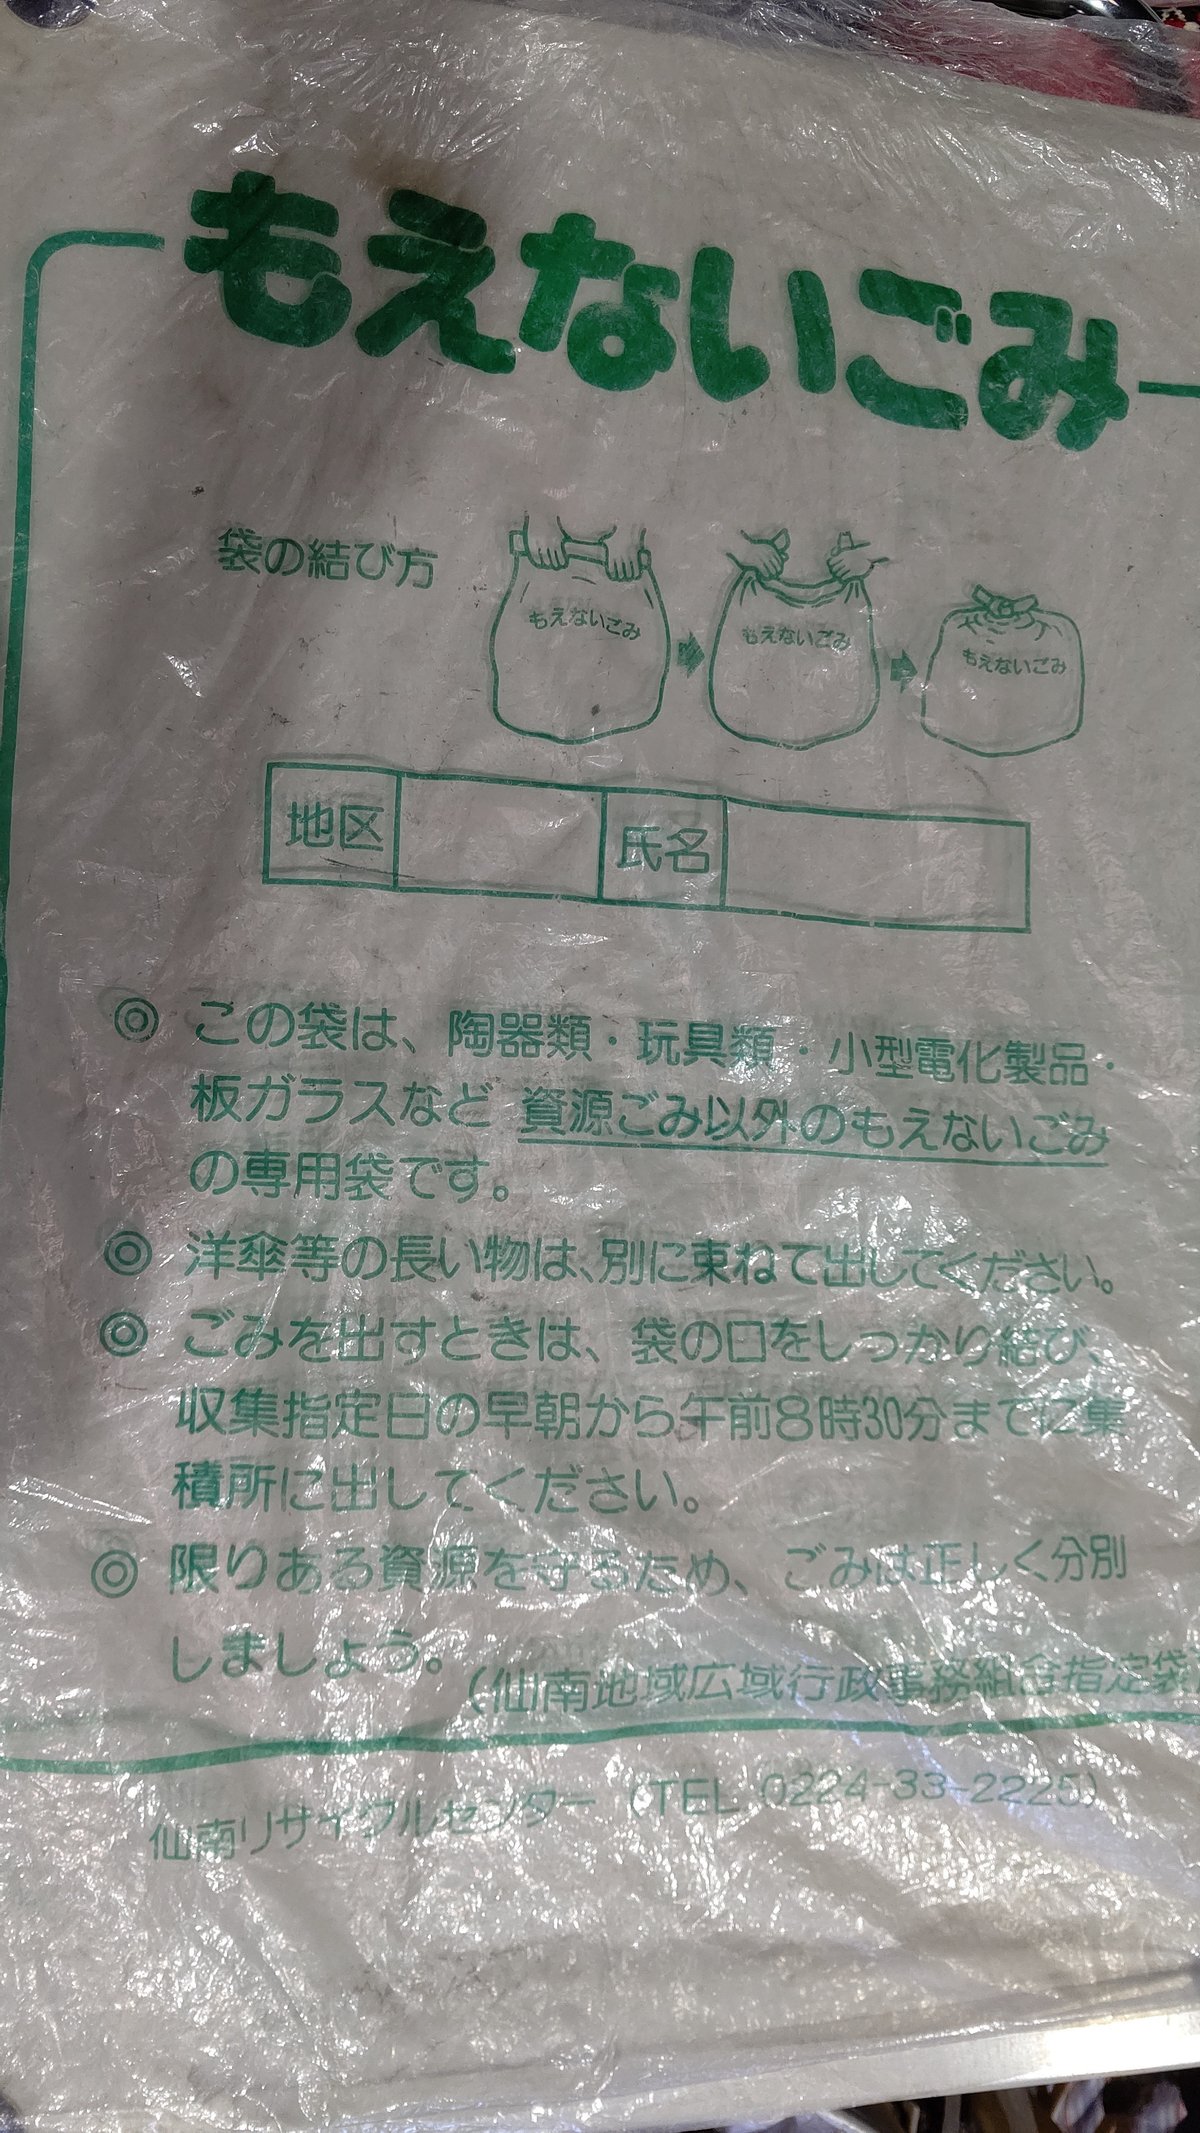 もえないごみ
袋の結び方
もえないごみ
もえないごみ
もえないごみ
地区
氏名
◎ この袋は、陶器類・玩具類・小型電化製品・
板ガラスなど 資源ごみ以外のもえないごみ
の専用袋です。
◎ 洋傘等の長い物は、別に束ねて出してください。
◎ ごみを出すときは、袋の口をしっかり結び、
収集指定日の早朝から午前8時30分までに集
積所に出してください。
◎ 限りある資源を守るため、ごみは正しく分別
しましょう。
(仙南地域広域行政事務組合指定袋)
仙南リサイクルセンター (TEL 0224-33-2225)